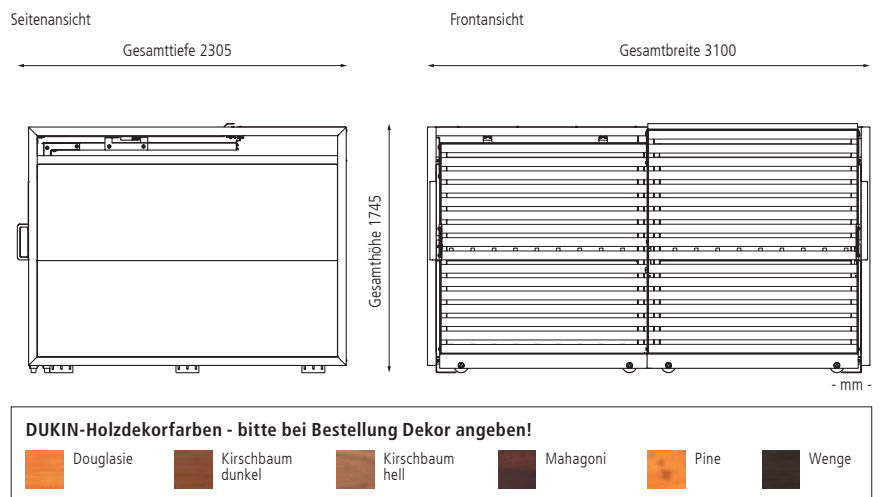 Seitenansicht
Frontansicht
Gesamttiefe 2305
Gesamtbreite 3100
Gesamthöhe 1745
- mm -
DUKIN-Holzdekorfarben - bitte bei Bestellung Dekor angeben!
Douglasie
Kirschbaum
dunkel
Kirschbaum
hell
Mahagoni
Pine
Wenge